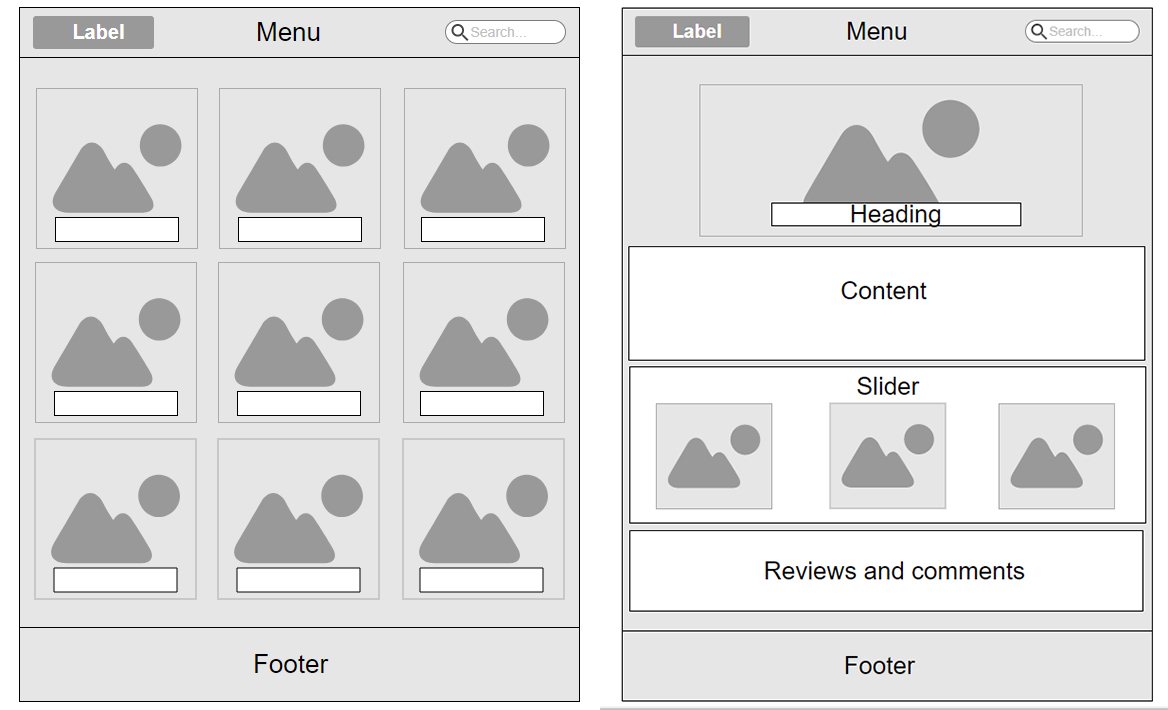 Label
Menu
Search...
Footer
Label
Menu
Search...
Heading
Content
Slider
Reviews and comments
Footer